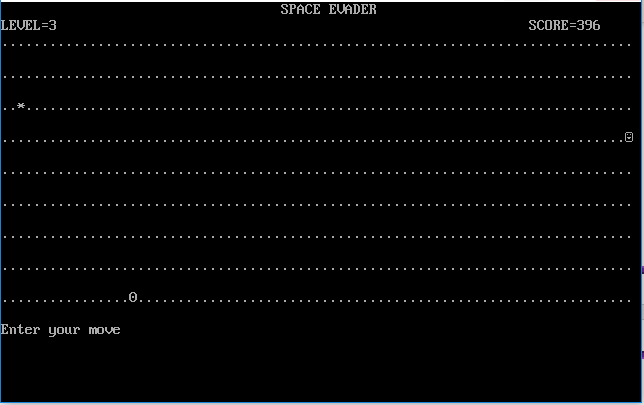 SPACE EVADER
LEVEL=3 SCORE=396
Enter your move